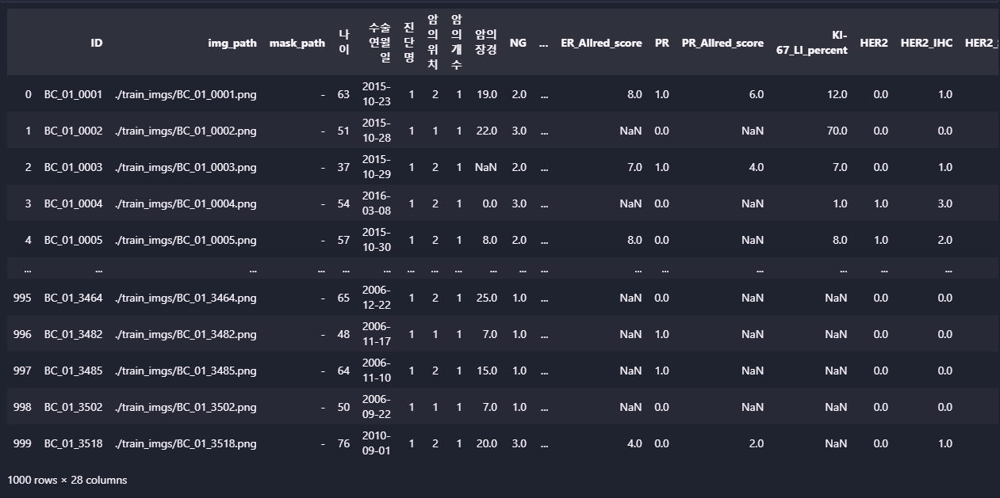 ID img_path mask_path 나이 수술연월일 진단명 암의위치 암의개수 암의장경 NG ... ER_Allred_score PR PR_Allred_score KI-67_LI_percent HER2 HER2_IHC HER2_
0 BC_01_0001 ./train_imgs/BC_01_0001.png - 63 2015-10-23 1 2 1 19.0 2.0 ... 8.0 1.0 6.0 12.0 0.0 1.0
1 BC_01_0002 ./train_imgs/BC_01_0002.png - 51 2015-10-28 1 1 1 22.0 3.0 ... NaN 0.0 NaN 70.0 0.0 0.0
2 BC_01_0003 ./train_imgs/BC_01_0003.png - 37 2015-10-29 1 2 1 NaN 2.0 ... 7.0 1.0 4.0 7.0 0.0 1.0
3 BC_01_0004 ./train_imgs/BC_01_0004.png - 54 2016-03-08 1 2 1 0.0 3.0 ... NaN 0.0 NaN 1.0 1.0 3.0
4 BC_01_0005 ./train_imgs/BC_01_0005.png - 57 2015-10-30 1 2 1 8.0 2.0 ... 8.0 0.0 NaN 8.0 1.0 2.0
... ... ... ... ... ... ... ... ... ... ... ... ... ... ... ... ... ...
995 BC_01_3464 ./train_imgs/BC_01_3464.png - 65 2006-12-22 1 2 1 25.0 1.0 ... NaN 0.0 NaN NaN 0.0 0.0
996 BC_01_3482 ./train_imgs/BC_01_3482.png - 48 2006-11-17 1 1 1 7.0 1.0 ... NaN 1.0 NaN NaN 0.0 0.0
997 BC_01_3485 ./train_imgs/BC_01_3485.png - 64 2006-11-10 1 2 1 15.0 1.0 ... NaN 1.0 NaN NaN 0.0 0.0
998 BC_01_3502 ./train_imgs/BC_01_3502.png - 50 2006-09-22 1 1 1 7.0 1.0 ... NaN 0.0 NaN NaN 0.0 0.0
999 BC_01_3518 ./train_imgs/BC_01_3518.png - 76 2010-09-01 1 2 1 20.0 3.0 ... 4.0 0.0 2.0 NaN 0.0 1.0
1000 rows × 28 columns